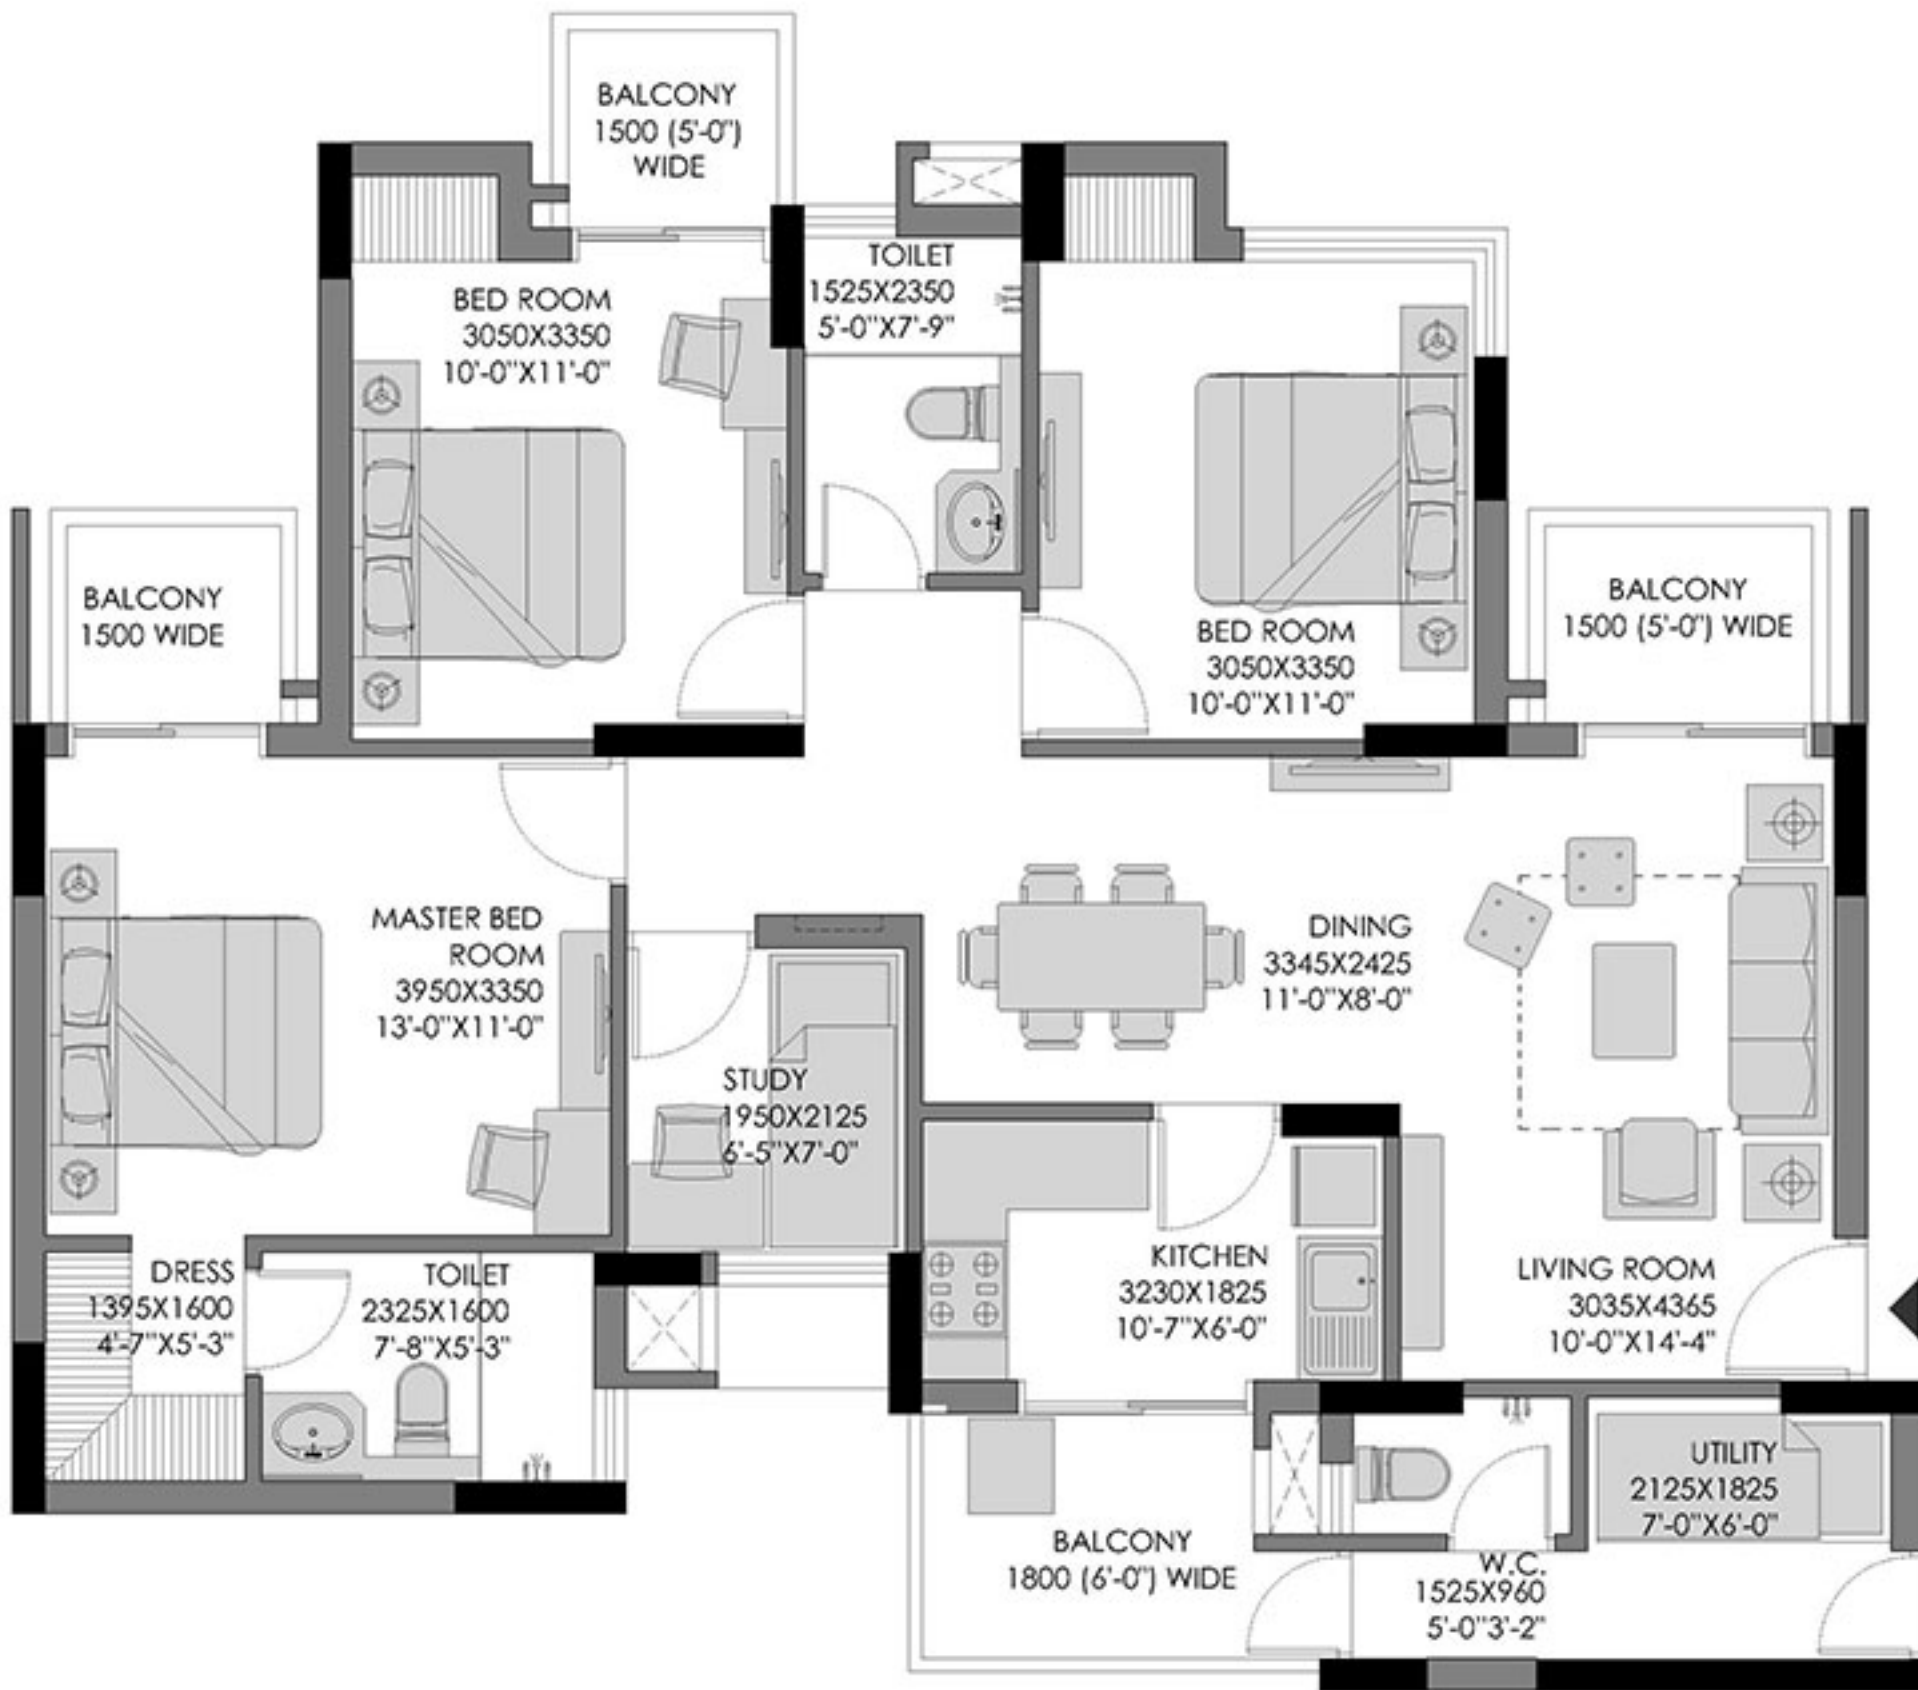 BALCONY
1500 (5'-0")
WIDE
TOILET
1525X2350
5'-0"X7'-9"
BED ROOM
3050X3350
10'-0"X11'-0"
BALCONY
1500 WIDE
BED ROOM
3050X3350
10'-0"X11'-0"
BALCONY
1500 (5'-0") WIDE
MASTER BED
ROOM
3950X3350
13'-0"X11'-0"
DINING
3345X2425
11'-0"X8'-0"
STUDY
1950X2125
6'-5"X7'-0"
DRESS
1395X1600
4'-7"X5'-3"
TOILET
2325X1600
7'-8"X5'-3"
KITCHEN
3230X1825
10'-7"X6'-0"
LIVING ROOM
3035X4365
10'-0"X14'-4"
UTILITY
2125X1825
7'-0"X6'-0"
BALCONY
1800 (6'-0") WIDE
W.C.
1525X960
5'-0"3'-2"